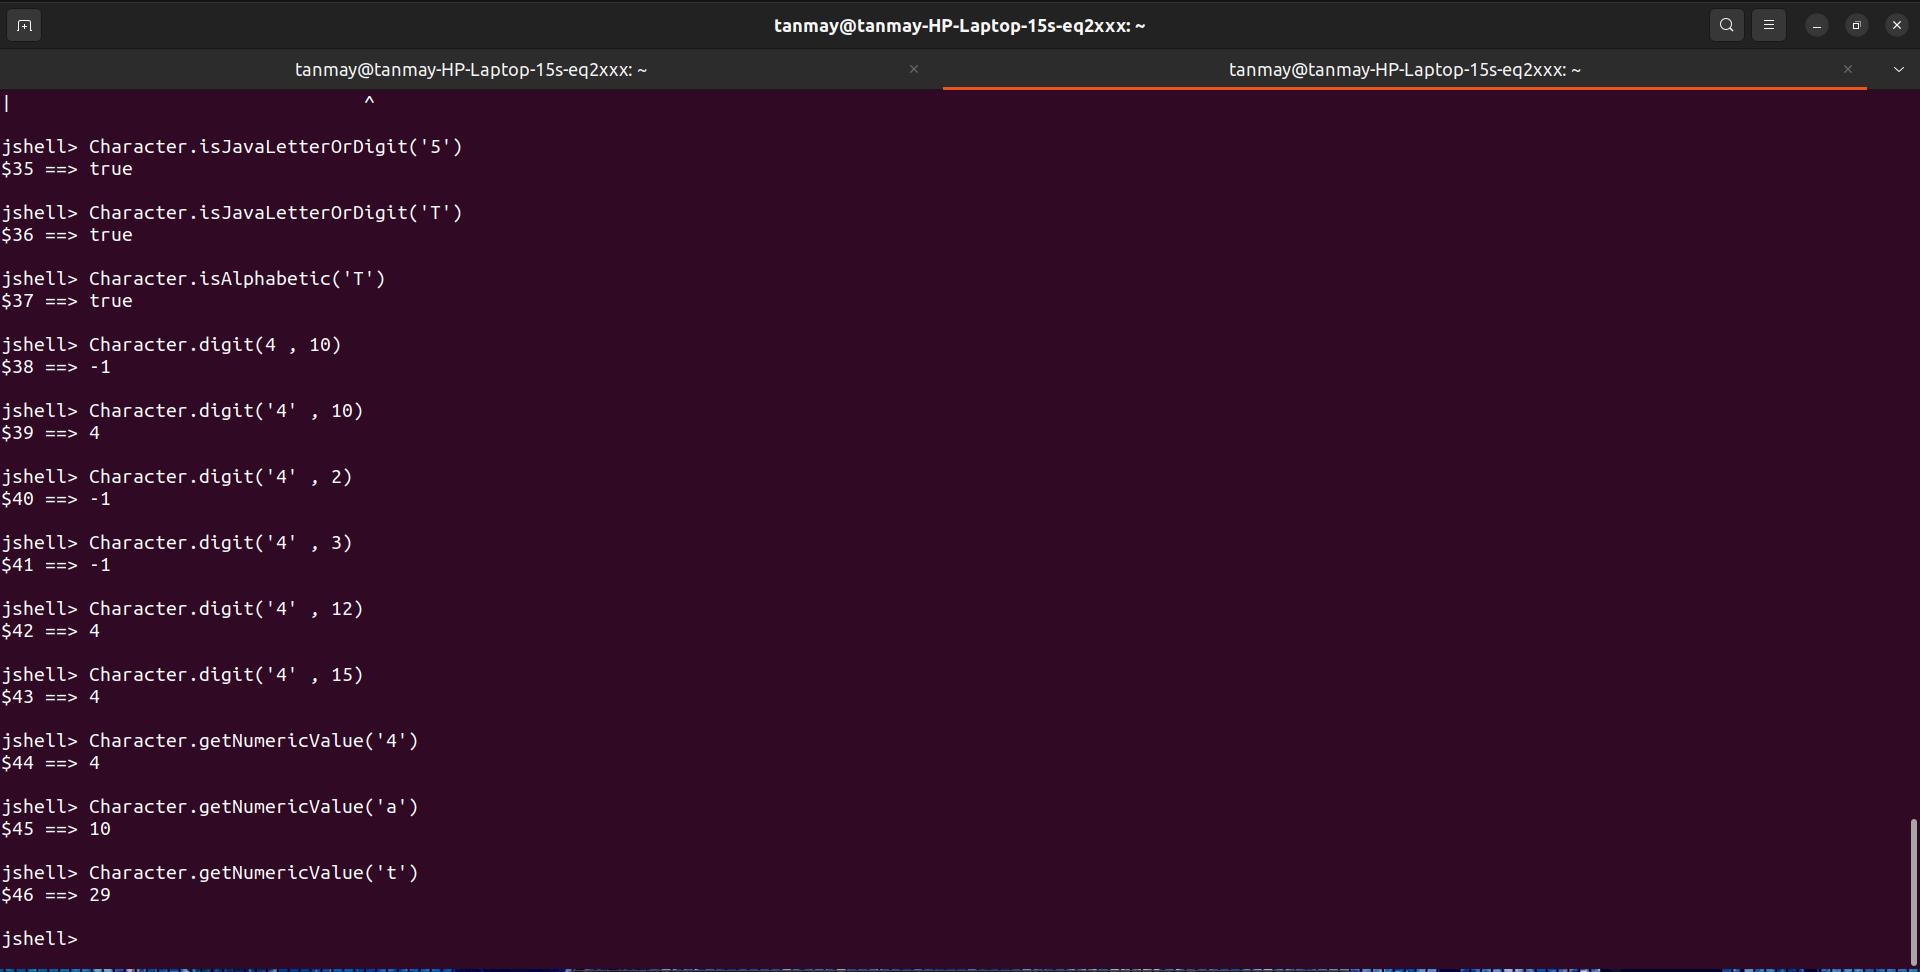 tanmay@tanmay-HP-Laptop-15s-eq2xxx: ~
tanmay@tanmay-HP-Laptop-15s-eq2xxx: ~
tanmay@tanmay-HP-Laptop-15s-eq2xxx: ~
| ^
jshell> Character.isJavaLetterOrDigit('5')
$35 ==> true
jshell> Character.isJavaLetterOrDigit('T')
$36 ==> true
jshell> Character.isAlphabetic('T')
$37 ==> true
jshell> Character.digit(4 , 10)
$38 ==> -1
jshell> Character.digit('4' , 10)
$39 ==> 4
jshell> Character.digit('4' , 2)
$40 ==> -1
jshell> Character.digit('4' , 3)
$41 ==> -1
jshell> Character.digit('4' , 12)
$42 ==> 4
jshell> Character.digit('4' , 15)
$43 ==> 4
jshell> Character.getNumericValue('4')
$44 ==> 4
jshell> Character.getNumericValue('a')
$45 ==> 10
jshell> Character.getNumericValue('t')
$46 ==> 29
jshell>